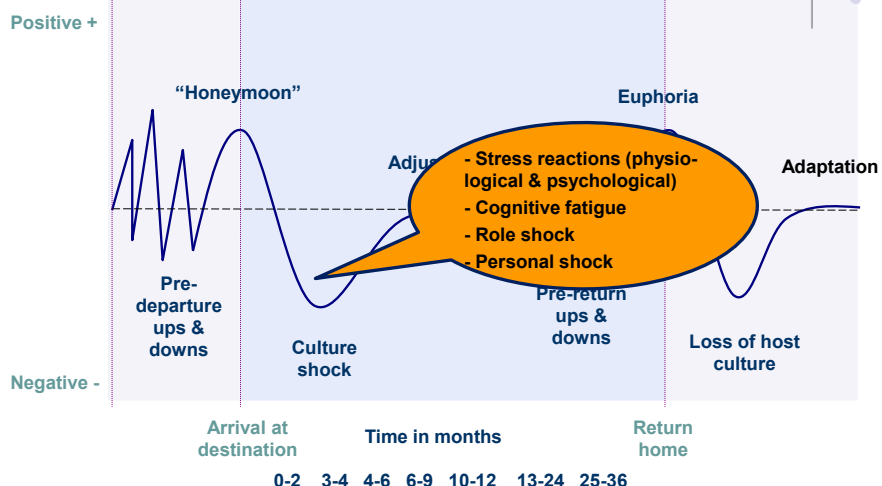 Positive +
“Honeymoon”
Euphoria
- Stress reactions (physio-
logical & psychological)
- Cognitive fatigue
- Role shock
- Personal shock
Adaptation
Pre-
departure
ups &
downs
Culture
shock
Pre-return
ups &
downs
Loss of host
culture
Negative -
Arrival at
destination
Time in months
Return
home
0-2 3-4 4-6 6-9 10-12 13-24 25-36